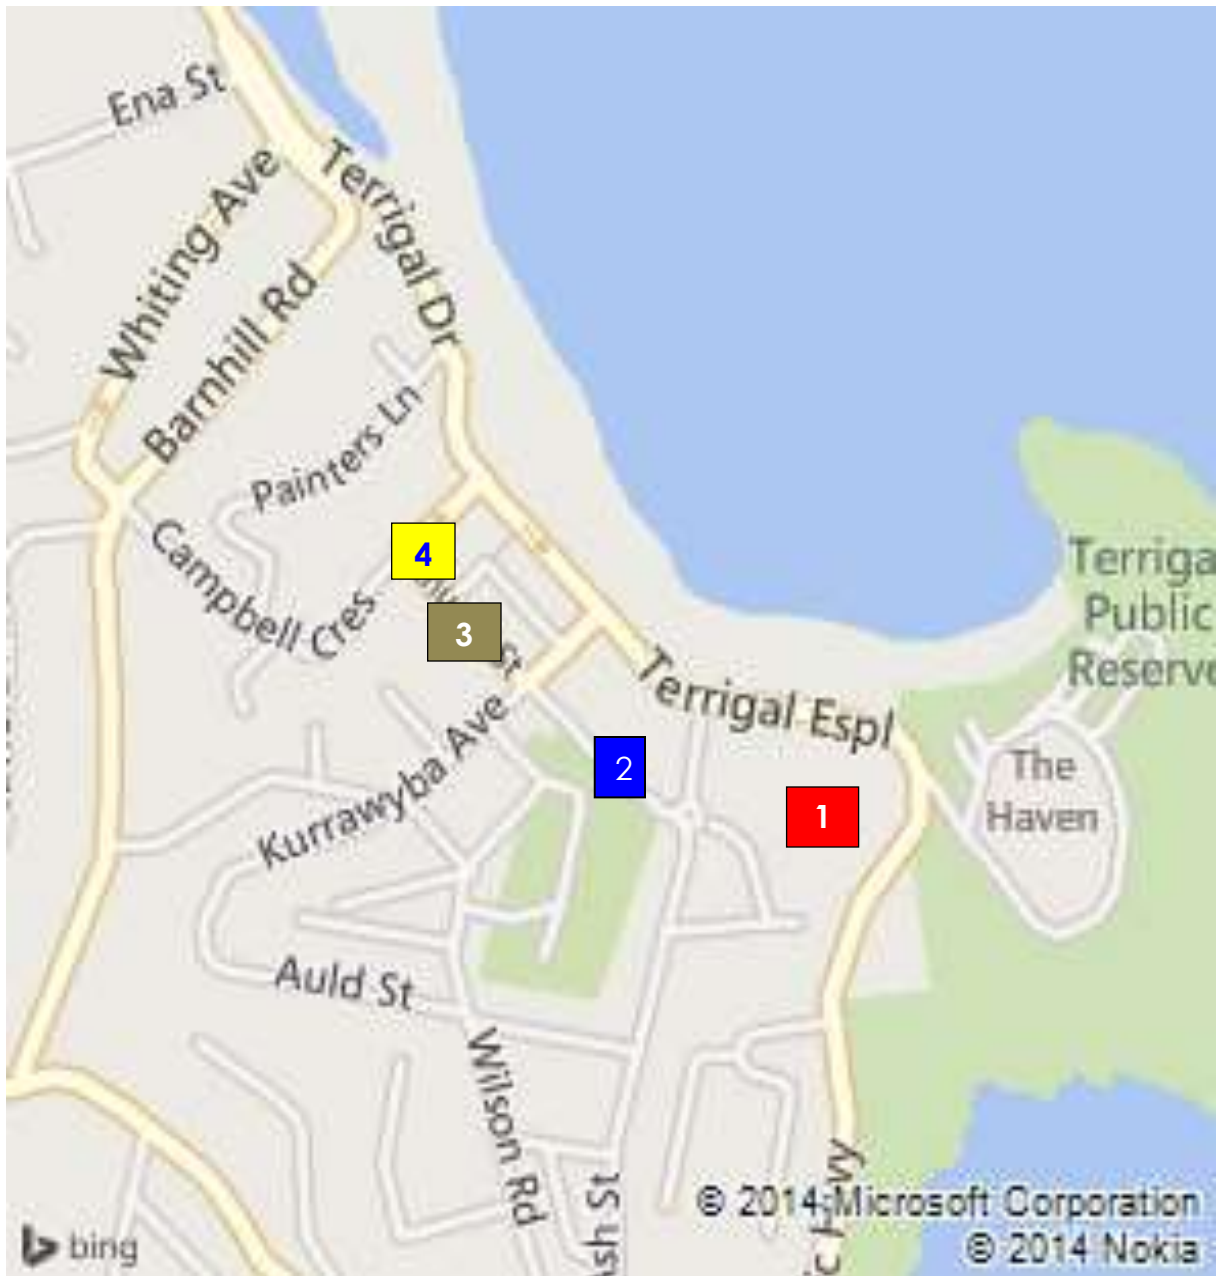 Ena St
Whiting Ave
Terrigal Dr
Barnhill Rd
Painters Ln
Campbell Cres
4
3
St
Terrigal Espl
Terriga
Public
Reserve
The
Haven
Kurrawyba Ave
2
1
Auld St
Wilson Rd
© 2014 Microsoft Corporation
© 2014 Nokia
bing